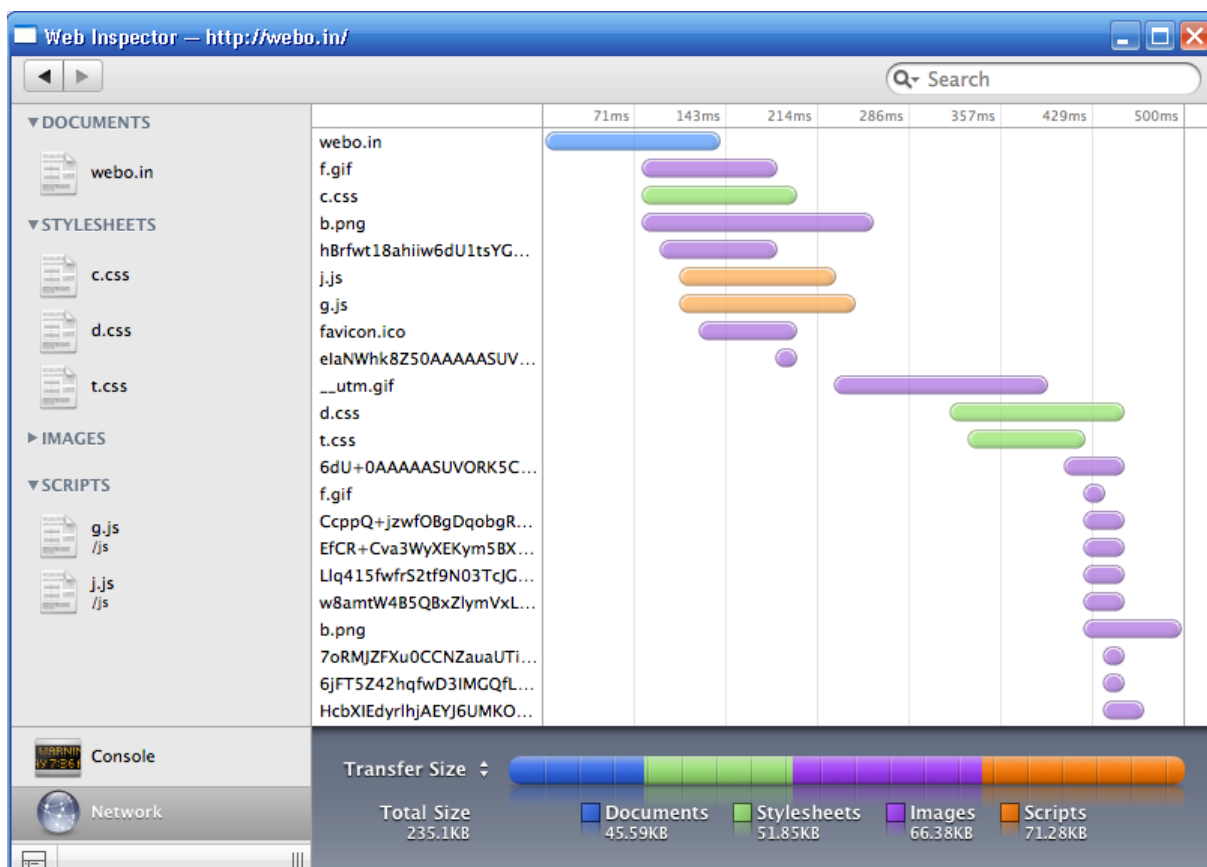 Web Inspector — http://webo.in/
Search
DOCUMENTS
webo.in
STYLESHEETS
c.css
d.css
t.css
IMAGES
SCRIPTS
g.js
/js
j.js
/js
Console
Network
71ms 143ms 214ms 286ms 357ms 429ms 500ms
webo.in
f.gif
c.css
b.png
hBrfwt18ahiiw6dU1tsYG...
j.js
g.js
favicon.ico
elaNWhk8Z50AAAAASUV...
__utm.gif
d.css
t.css
6dU+0AAAAASUVORK5C...
f.gif
CcppQ+jzwfOBgDqobgR...
EfCR+Cva3WyXEKym5BX...
Llq415fwfrS2tf9N03TcJG...
w8amtW4B5QBxZlymVxL...
b.png
7oRMJZFXu0CCNZauaUTi...
6jFT5Z42hqfwD3IMGQfL...
HcbXIEdyrlhjAEYJ6UMKO...
Transfer Size
Total Size
235.1KB
Documents
45.59KB
Stylesheets
51.85KB
Images
66.38KB
Scripts
71.28KB